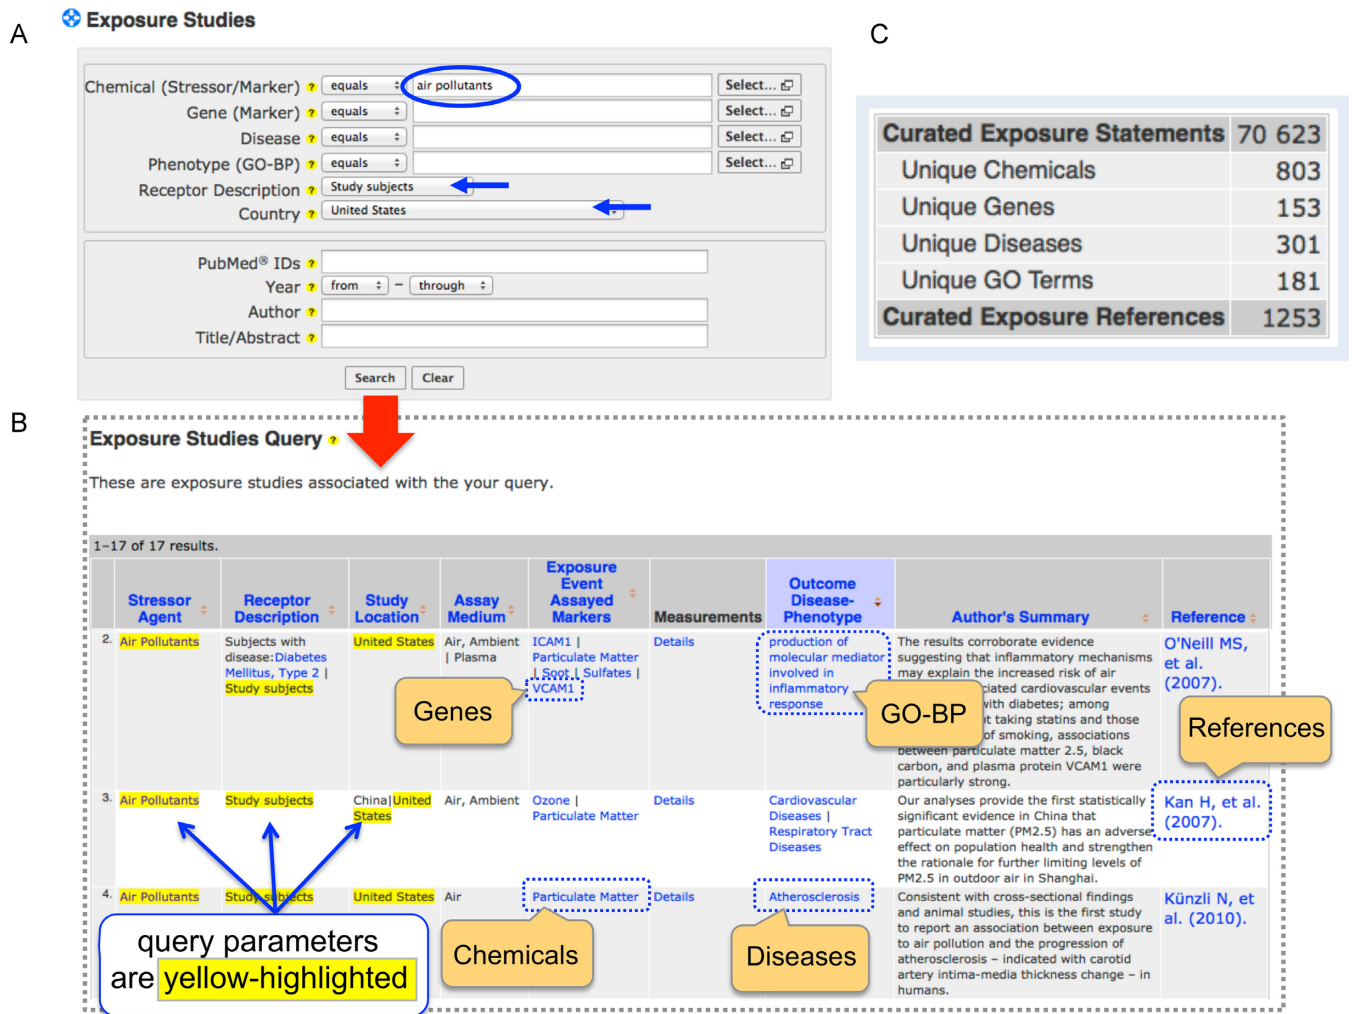 A
Exposure Studies
Chemical (Stressor/Marker) ? equals air pollutants Select...
Gene (Marker) ? equals Select...
Disease ? equals Select...
Phenotype (GO-BP) ? equals Select...
Receptor Description ? Study subjects
Country ? United States
PubMed® IDs ?
Year ? from – through
Author ?
Title/Abstract ?
Search Clear
C
Curated Exposure Statements 70 623
Unique Chemicals 803
Unique Genes 153
Unique Diseases 301
Unique GO Terms 181
Curated Exposure References 1253
B
Exposure Studies Query ?
These are exposure studies associated with the your query.
1–17 of 17 results.
Stressor
Agent
Receptor
Description
Study
Location
Assay
Medium
Exposure
Event
Assayed
Markers
Measurements
Outcome
Disease-
Phenotype
Author's Summary
Reference
2. Air Pollutants
Subjects with
disease:Diabetes
Mellitus, Type 2 |
Study subjects
United States
Air, Ambient
| Plasma
ICAM1 |
Particulate Matter
| Soot | Sulfates |
VCAM1
Details
production of
molecular mediator
involved in
inflammatory
response
The results corroborate evidence
suggesting that inflammatory mechanisms
may explain the increased risk of air
ciated cardiovascular events
with diabetes; among
t taking statins and those
of smoking, associations
between particulate matter 2.5, black
carbon, and plasma protein VCAM1 were
particularly strong.
O'Neill MS,
et al.
(2007).
Genes
GO-BP
References
3. Air Pollutants
Study subjects
China|United
States
Air, Ambient
Ozone |
Particulate Matter
Details
Cardiovascular
Diseases |
Respiratory Tract
Diseases
Our analyses provide the first statistically
significant evidence in China that
particulate matter (PM2.5) has an adverse
effect on population health and strengthen
the rationale for further limiting levels of
PM2.5 in outdoor air in Shanghai.
Kan H, et al.
(2007).
4. Air Pollutants
Study subjects
United States
Air
Particulate Matter
Details
Atherosclerosis
Consistent with cross-sectional findings
and animal studies, this is the first study
to report an association between exposure
to air pollution and the progression of
atherosclerosis – indicated with carotid
artery intima-media thickness change – in
humans.
Künzli N, et
al. (2010).
query parameters
are yellow-highlighted
Chemicals
Diseases